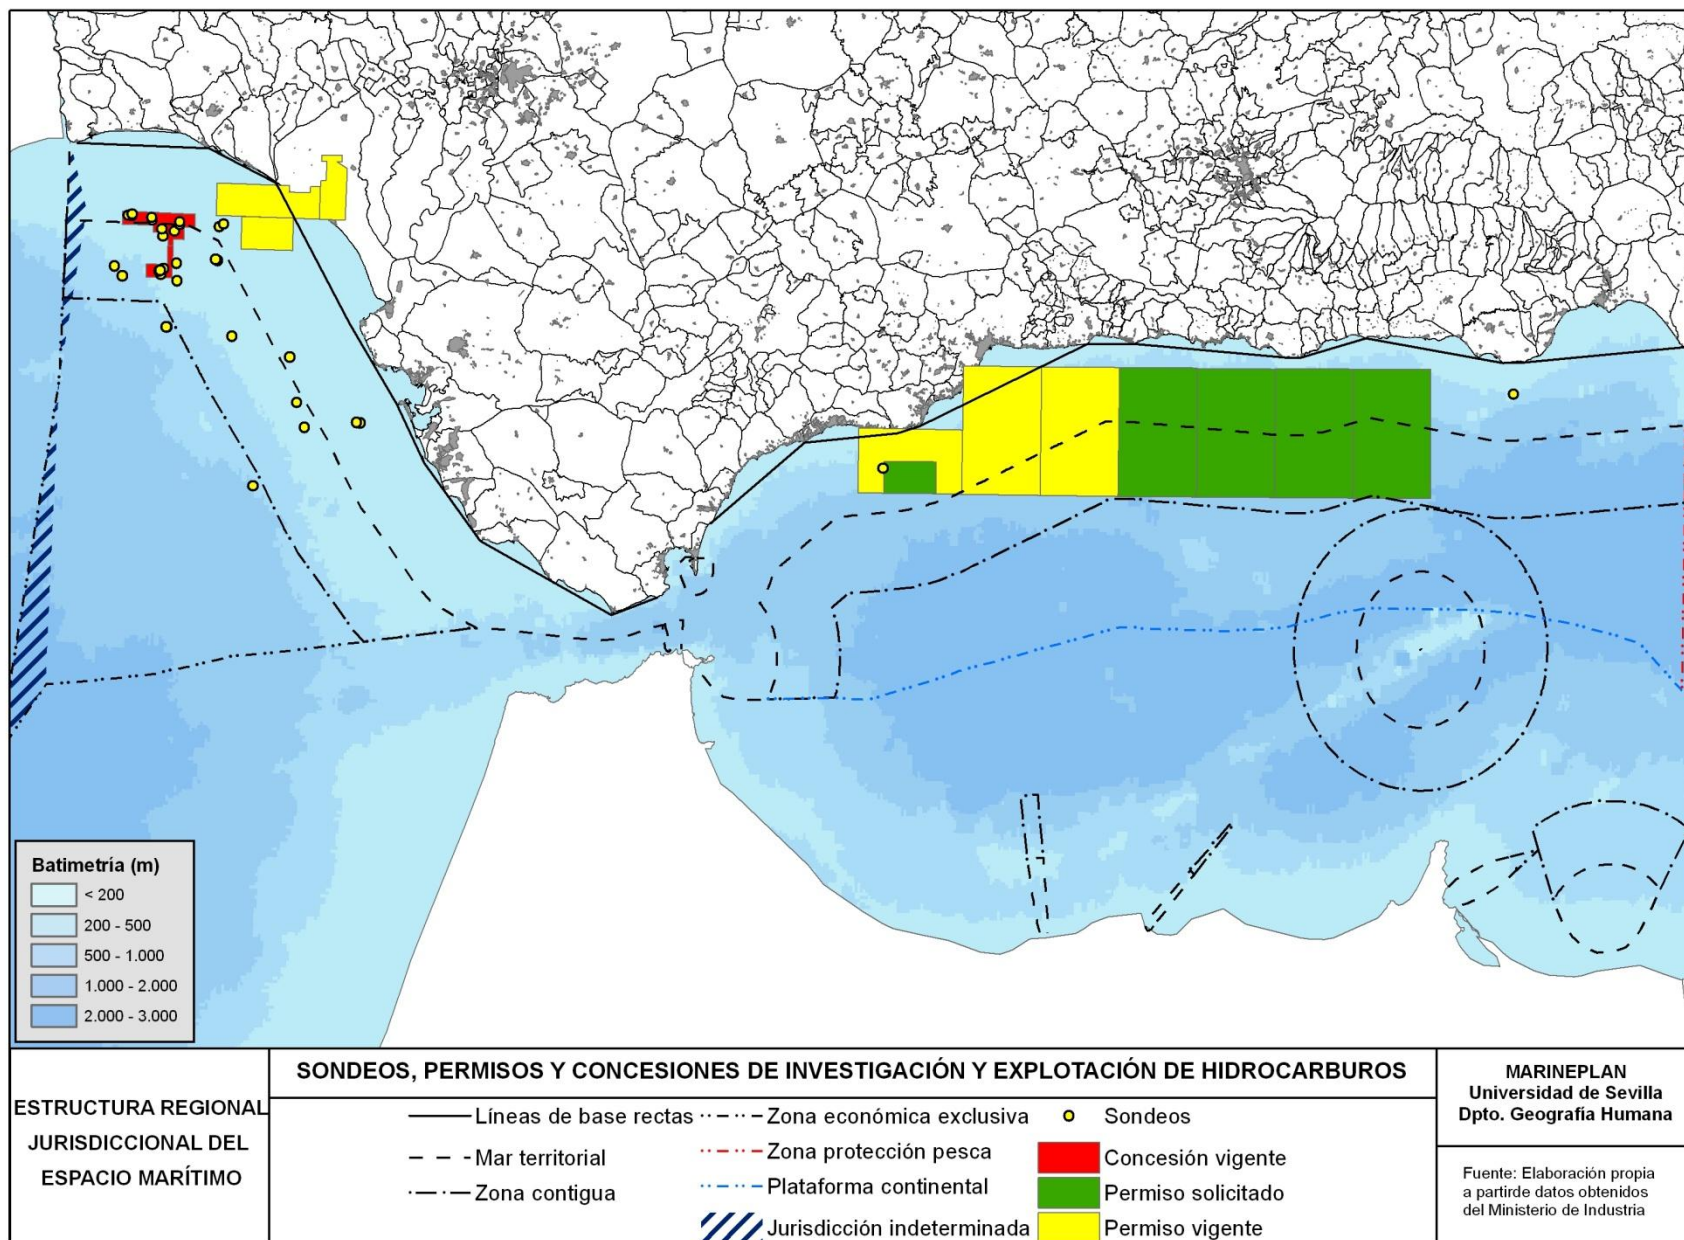 Batimetría (m)
< 200
200 - 500
500 - 1.000
1.000 - 2.000
2.000 - 3.000
ESTRUCTURA REGIONAL
JURISDICCIONAL DEL
ESPACIO MARÍTIMO
SONDEOS, PERMISOS Y CONCESIONES DE INVESTIGACIÓN Y EXPLOTACIÓN DE HIDROCARBUROS
Líneas de base rectas
Mar territorial
Zona contigua
Zona económica exclusiva
Zona protección pesca
Plataforma continental
Jurisdicción indeterminada
Sondeos
Concesión vigente
Permiso solicitado
Permiso vigente
MARINEPLAN
Universidad de Sevilla
Dpto. Geografía Humana
Fuente: Elaboración propia
a partirde datos obtenidos
del Ministerio de Industria